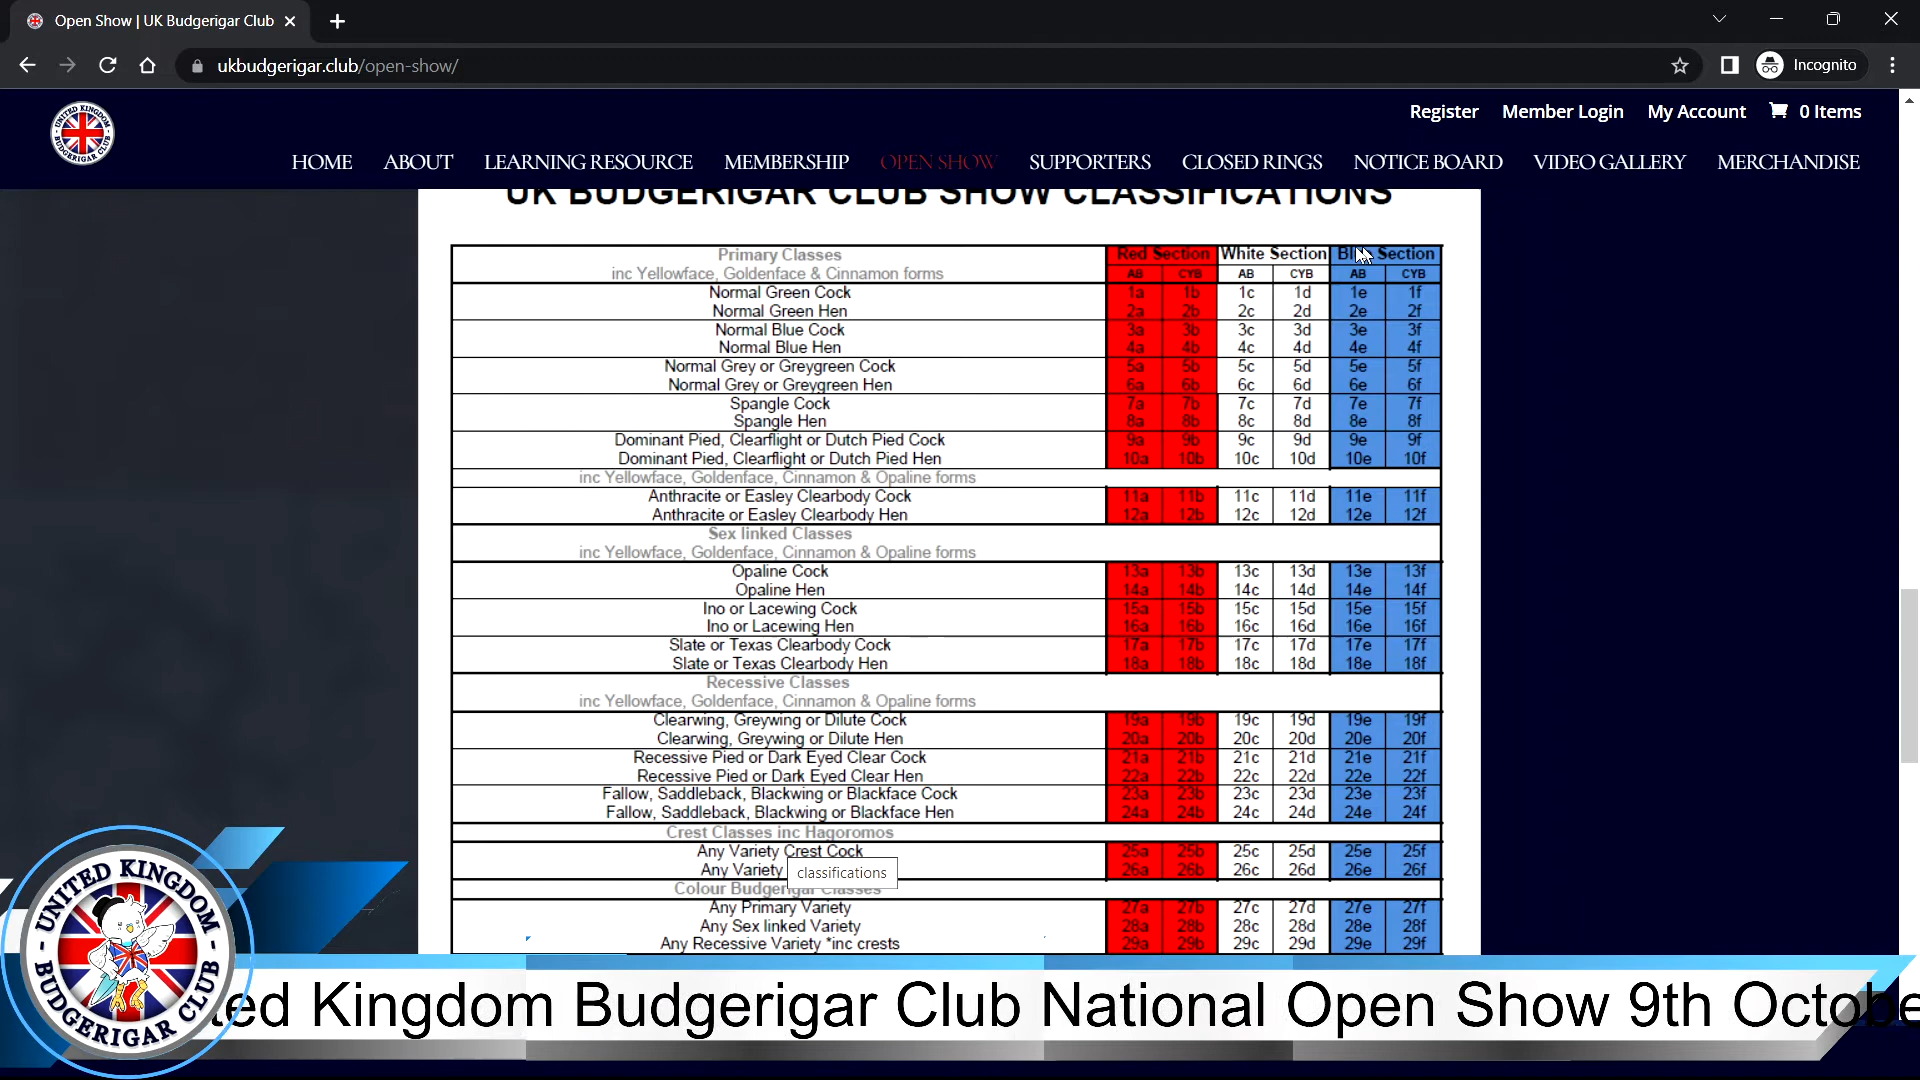 Open Show | UK Budgerigar Club
ukbudgerigar.club/open-show/
Incognito
Register Member Login My Account 0 Items
HOME ABOUT LEARNING RESOURCE MEMBERSHIP OPEN SHOW SUPPORTERS CLOSED RINGS NOTICE BOARD VIDEO GALLERY MERCHANDISE
UNITED KINGDOM BUDGERIGAR CLUB
UK BUDGERIGAR CLUB SHOW CLASSIFICATIONS
Primary Classes Red Section White Section Section
inc Yellowface, Goldenface & Cinnamon forms AB CYB AB CYB AB CYB
Normal Green Cock 1a 1b 1c 1d 1e 1f
Normal Green Hen 2a 2b 2c 2d 2e 2f
Normal Blue Cock 3a 3b 3c 3d 3e 3f
Normal Blue Hen 4a 4b 4c 4d 4e 4f
Normal Grey or Greygreen Cock 5a 5b 5c 5d 5e 5f
Normal Grey or Greygreen Hen 6a 6b 6c 6d 6e 6f
Spangle Cock 7a 7b 7c 7d 7e 7f
Spangle Hen 8a 8b 8c 8d 8e 8f
Dominant Pied, Clearflight or Dutch Pied Cock 9a 9b 9c 9d 9e 9f
Dominant Pied, Clearflight or Dutch Pied Hen 10a 10b 10c 10d 10e 10f
inc Yellowface, Goldenface, Cinnamon & Opaline forms
Anthracite or Easley Clearbody Cock 11a 11b 11c 11d 11e 11f
Anthracite or Easley Clearbody Hen 12a 12b 12c 12d 12e 12f
Sex linked Classes
inc Yellowface, Goldenface, Cinnamon & Opaline forms
Opaline Cock 13a 13b 13c 13d 13e 13f
Opaline Hen 14a 14b 14c 14d 14e 14f
Ino or Lacewing Cock 15a 15b 15c 15d 15e 15f
Ino or Lacewing Hen 16a 16b 16c 16d 16e 16f
Slate or Texas Clearbody Cock 17a 17b 17c 17d 17e 17f
Slate or Texas Clearbody Hen 18a 18b 18c 18d 18e 18f
Recessive Classes
inc Yellowface, Goldenface, Cinnamon & Opaline forms
Clearwing, Greywing or Dilute Cock 19a 19b 19c 19d 19e 19f
Clearwing, Greywing or Dilute Hen 20a 20b 20c 20d 20e 20f
Recessive Pied or Dark Eyed Clear Cock 21a 21b 21c 21d 21e 21f
Recessive Pied or Dark Eyed Clear Hen 22a 22b 22c 22d 22e 22f
Fallow, Saddleback, Blackwing or Blackface Cock 23a 23b 23c 23d 23e 23f
Fallow, Saddleback, Blackwing or Blackface Hen 24a 24b 24c 24d 24e 24f
Crest Classes inc Hagoromos
Any Variety Crest Cock 25a 25b 25c 25d 25e 25f
Any Variety 26a 26b 26c 26d 26e 26f
classifications
Colour Budgerigar Classes
Any Primary Variety 27a 27b 27c 27d 27e 27f
Any Sex linked Variety 28a 28b 28c 28d 28e 28f
Any Recessive Variety *inc crests 29a 29b 29c 29d 29e 29f
UNITED KINGDOM BUDGERIGAR CLUB
ted Kingdom Budgerigar Club National Open Show 9th Octobe